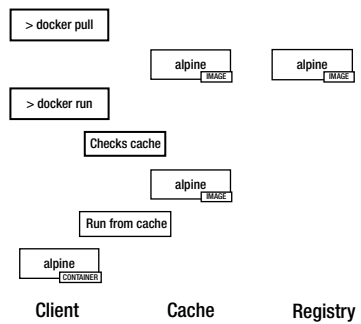 > docker pull
alpine
IMAGE
alpine
IMAGE
> docker run
Checks cache
alpine
IMAGE
Run from cache
alpine
CONTAINER
Client Cache Registry